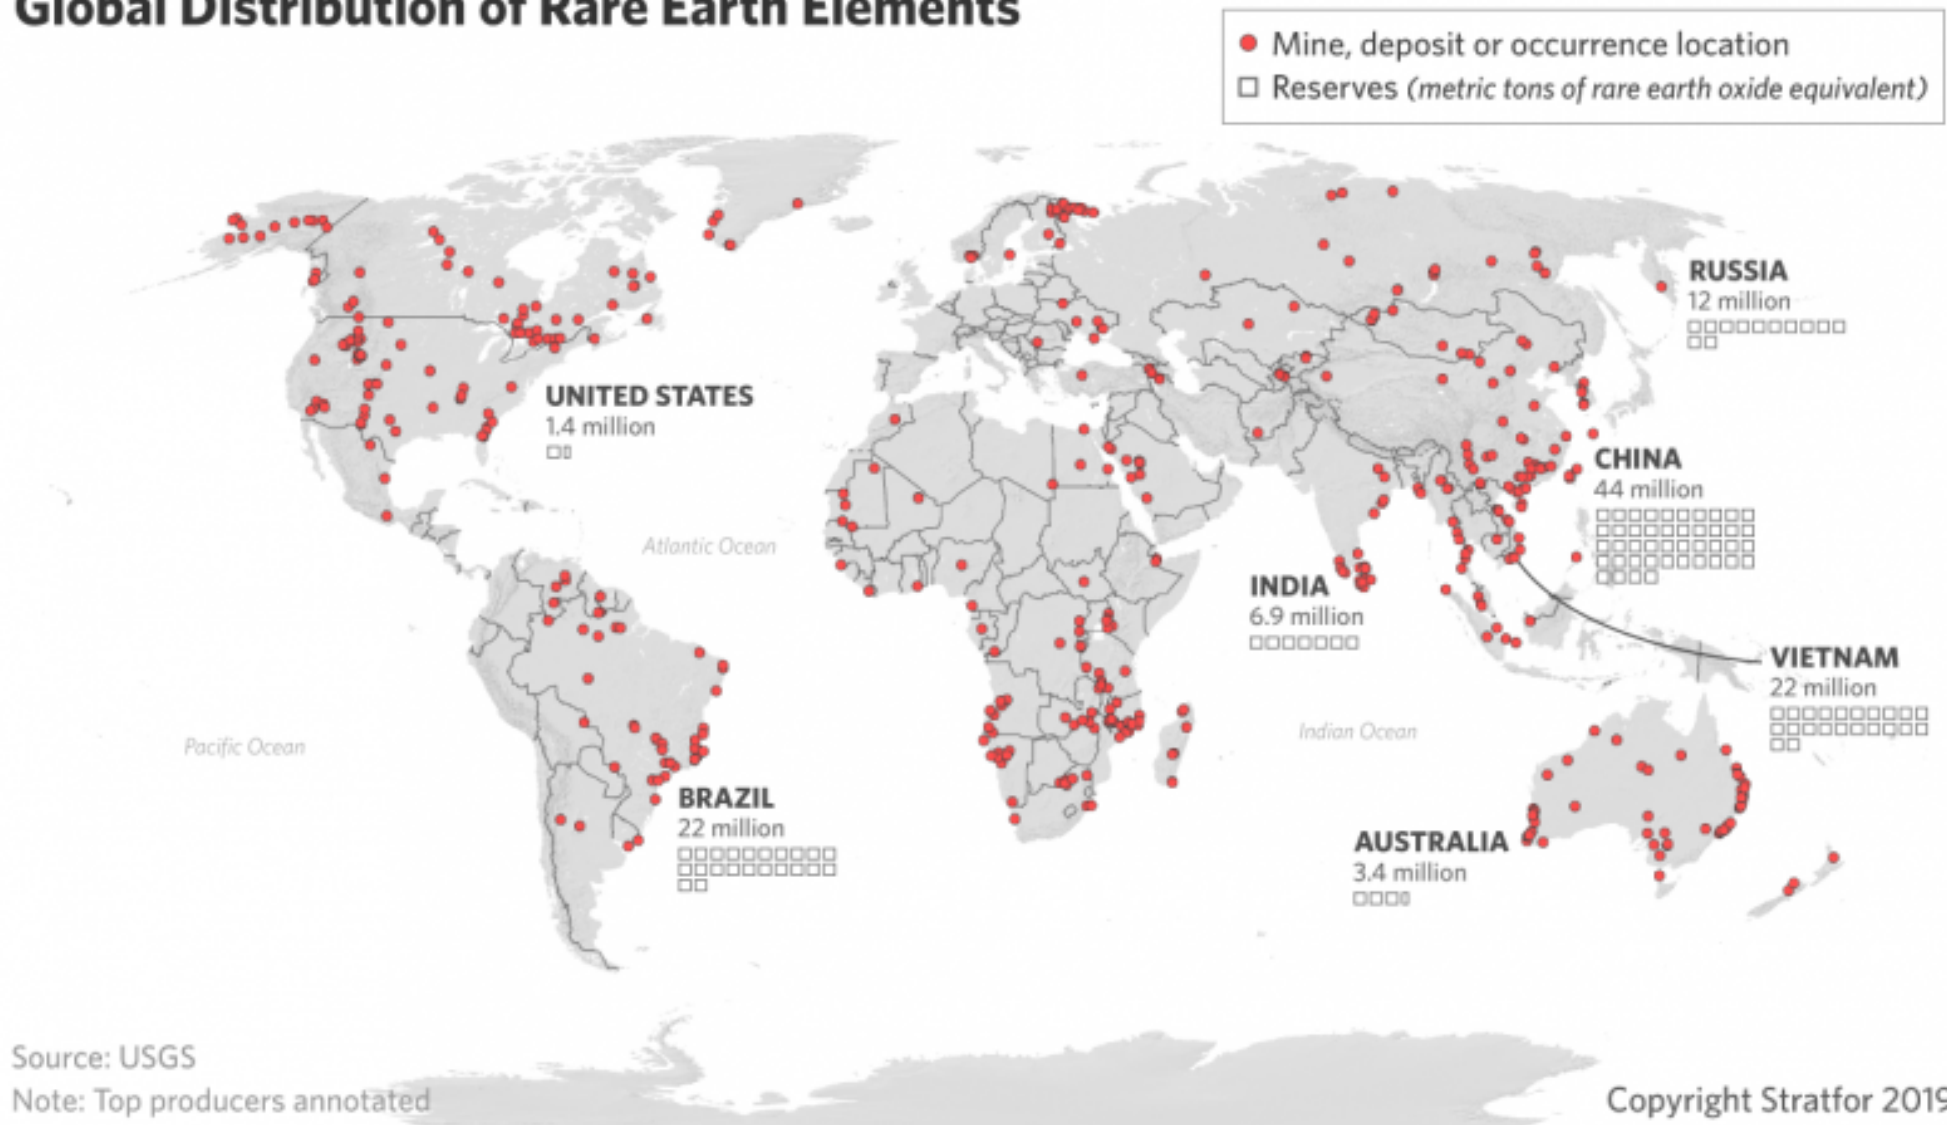 Global Distribution of Rare Earth Elements
Mine, deposit or occurrence location
Reserves (metric tons of rare earth oxide equivalent)
RUSSIA
12 million
UNITED STATES
1.4 million
CHINA
44 million
Atlantic Ocean
INDIA
6.9 million
VIETNAM
22 million
Pacific Ocean
Indian Ocean
BRAZIL
22 million
AUSTRALIA
3.4 million
Source: USGS
Note: Top producers annotated
Copyright Stratfor 2019